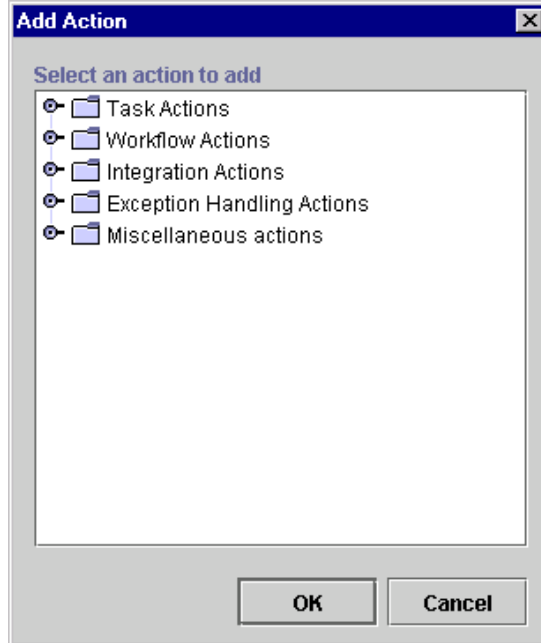 Add Action
Select an action to add
Task Actions
Workflow Actions
Integration Actions
Exception Handling Actions
Miscellaneous actions
OK Cancel